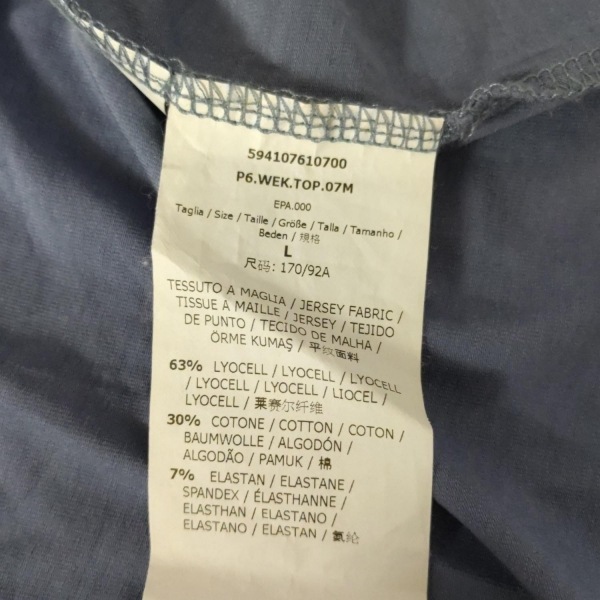 594107610700
P6.WEK.TOP.07M
EPA.000
Taglia / Size / Taille / Größe / Talla / Tamanho /
Beden / 規格
L
尺码: 170/92A
TESSUTO A MAGLIA / JERSEY FABRIC /
TISSUE A MAILLE / JERSEY / TEJIDO
DE PUNTO / TECIDO DE MALHA /
ÖRME KUMAŞ / 平纹面料
63% LYOCELL / LYOCELL / LYOCELL
/ LYOCELL / LYOCELL / LIOCEL /
LYOCELL / 莱赛尔纤维
30% COTONE / COTTON / COTON /
BAUMWOLLE / ALGODÓN /
ALGODÃO / PAMUK / 棉
7% ELASTAN / ELASTANE /
SPANDEX / ÉLASTHANNE /
ELASTHAN / ELASTANO /
ELASTANO / ELASTAN / 氨纶